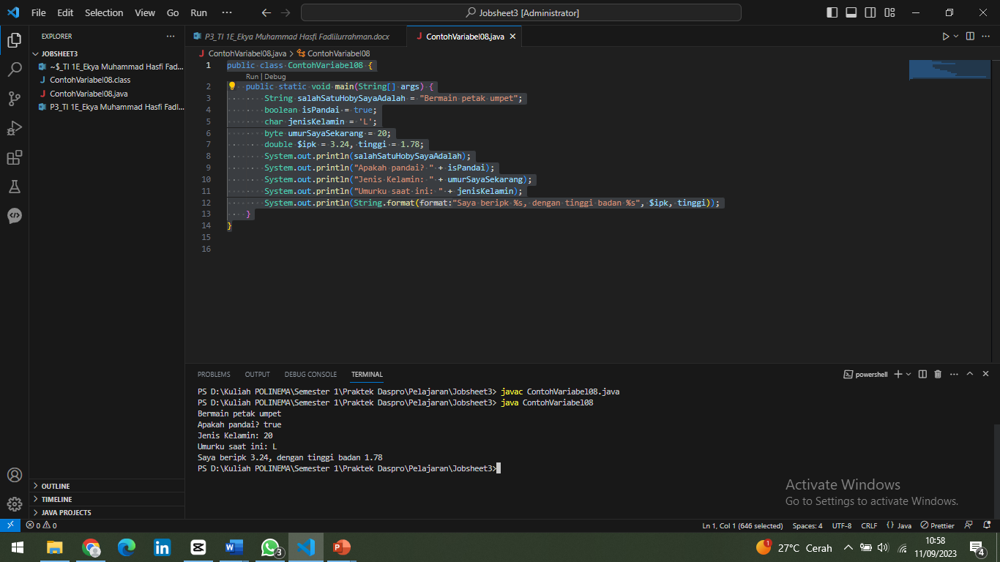 File Edit Selection View Go Run ··· Jobsheet3 [Administrator]
EXPLORER ···
JOBSHEET3
~$_TI 1E_Ekya Muhammad Hasfi Fad...
ContohVariabel08.class
ContohVariabel08.java
P3_TI 1E_Ekya Muhammad Hasfi Fadl...
OUTLINE
TIMELINE
JAVA PROJECTS
P3_TI 1E_Ekya Muhammad Hasfi Fadlilurrahman.docx ContohVariabel08.java
ContohVariabel08.java > ContohVariabel08
1 public class ContohVariabel08 {
Run | Debug
2 public static void main(String[] args) {
3 String salahSatuHobySayaAdalah = "Bermain petak umpet";
4 boolean isPandai = true;
5 char jenisKelamin = 'L';
6 byte umurSayaSekarang = 20;
7 double $ipk = 3.24, tinggi = 1.78;
8 System.out.println(salahSatuHobySayaAdalah);
9 System.out.println("Apakah pandai? " + isPandai);
10 System.out.println("Jenis Kelamin: " + umurSayaSekarang);
11 System.out.println("Umurku saat ini: " + jenisKelamin);
12 System.out.println(String.format(format:"Saya beripk %s, dengan tinggi badan %s", $ipk, tinggi));
13 }
14 }
15
16
PROBLEMS OUTPUT DEBUG CONSOLE TERMINAL powershell
PS D:\Kuliah POLINEMA\Semester 1\Praktek Daspro\Pelajaran\Jobsheet3> javac ContohVariabel08.java
PS D:\Kuliah POLINEMA\Semester 1\Praktek Daspro\Pelajaran\Jobsheet3> java ContohVariabel08
Bermain petak umpet
Apakah pandai? true
Jenis Kelamin: 20
Umurku saat ini: L
Saya beripk 3.24, dengan tinggi badan 1.78
PS D:\Kuliah POLINEMA\Semester 1\Praktek Daspro\Pelajaran\Jobsheet3>
Activate Windows
Go to Settings to activate Windows.
0 0 Ln 1, Col 1 (646 selected) Spaces: 4 UTF-8 CRLF {} Java Prettier
3 1 27°C Cerah 10:58 4
11/09/2023